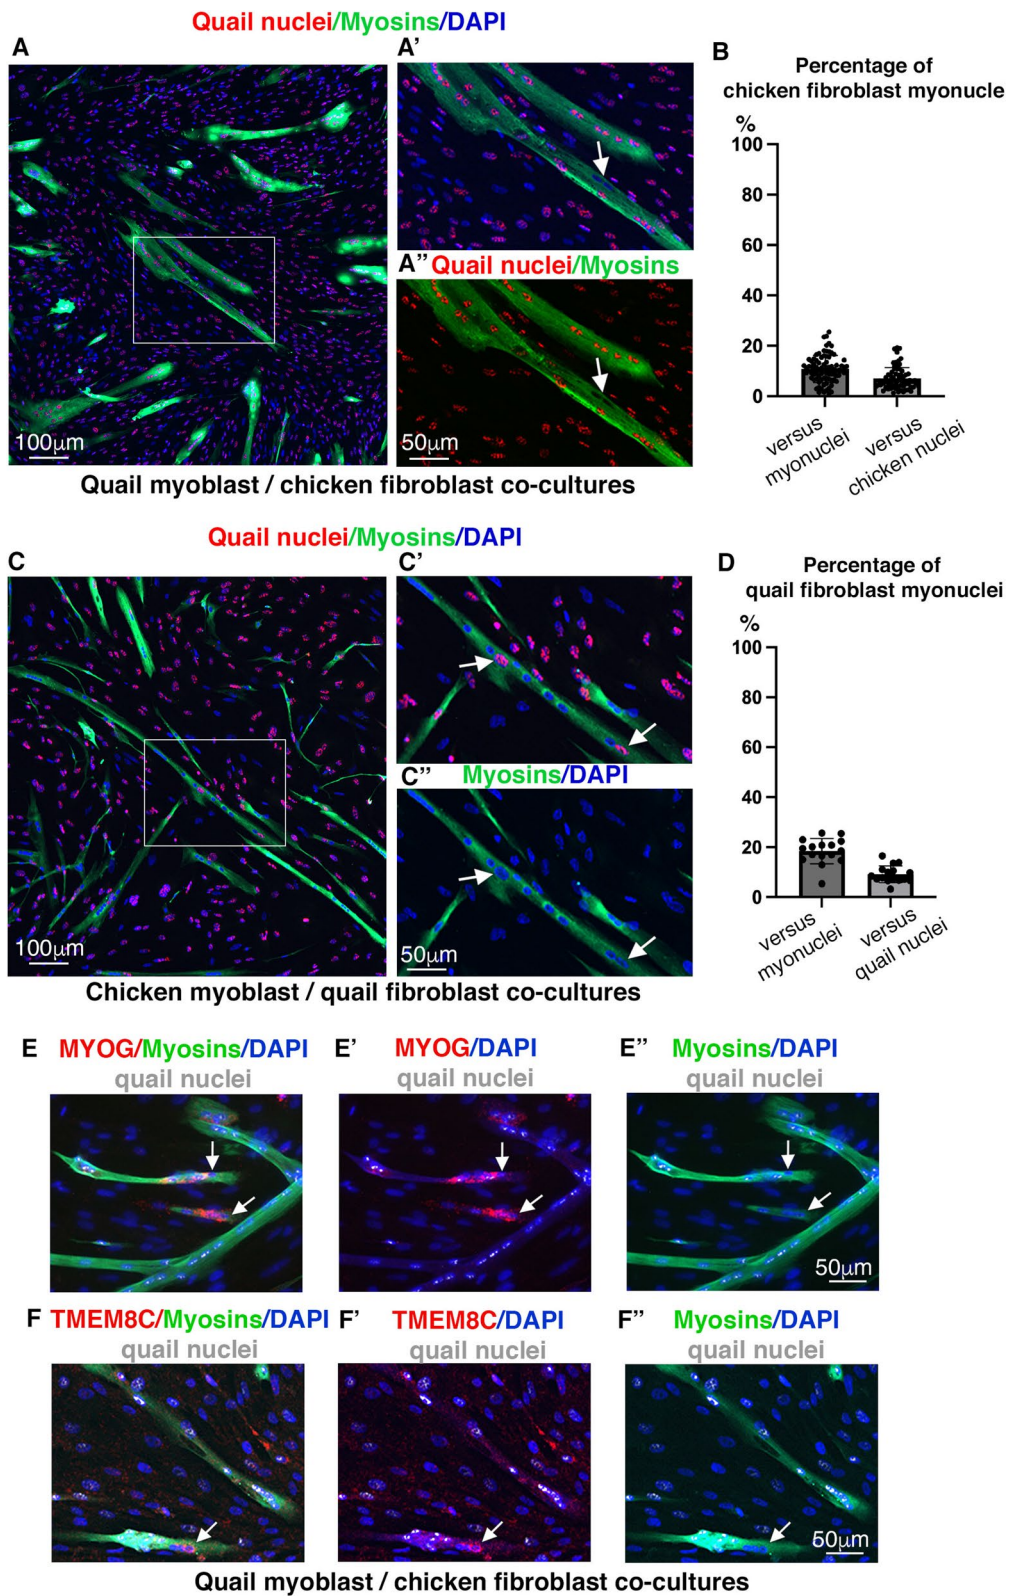 Quail nuclei/Myosins/DAPI
A
A'
100μm
A" Quail nuclei/Myosins
50μm
Quail myoblast / chicken fibroblast co-cultures
B
Percentage of
chicken fibroblast myonucle
%
100
80
60
40
20
0
versus
myonuclei
versus
chicken nuclei
Quail nuclei/Myosins/DAPI
C
C'
100μm
C" Myosins/DAPI
50μm
Chicken myoblast / quail fibroblast co-cultures
D
Percentage of
quail fibroblast myonuclei
%
100
80
60
40
20
0
versus
myonuclei
versus
quail nuclei
E MYOG/Myosins/DAPI
quail nuclei
E' MYOG/DAPI
quail nuclei
E" Myosins/DAPI
quail nuclei
50μm
F TMEM8C/Myosins/DAPI
quail nuclei
F' TMEM8C/DAPI
quail nuclei
F" Myosins/DAPI
quail nuclei
50μm
Quail myoblast / chicken fibroblast co-cultures